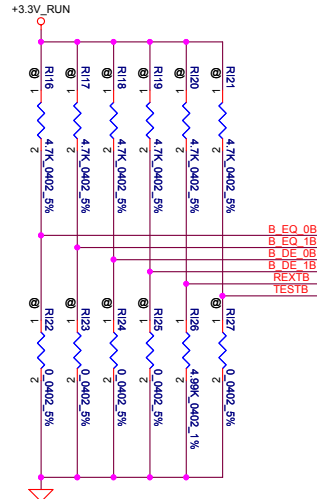 +3.3V_RUN
@ RI16
1
2
4.7K_0402_5%
@ RI17
1
2
4.7K_0402_5%
@ RI18
1
2
4.7K_0402_5%
@ RI19
1
2
4.7K_0402_5%
@ RI20
1
2
4.7K_0402_5%
@ RI21
1
2
4.7K_0402_5%
B_EQ_0B
B_EQ_1B
B_DE_0B
B_DE_1B
REXTB
TESTB
@ RI22
1
2
0_0402_5%
@ RI23
1
2
0_0402_5%
@ RI24
1
2
0_0402_5%
@ RI25
1
2
0_0402_5%
RI26
1
2
4.99K_0402_1%
@ RI27
1
2
0_0402_5%